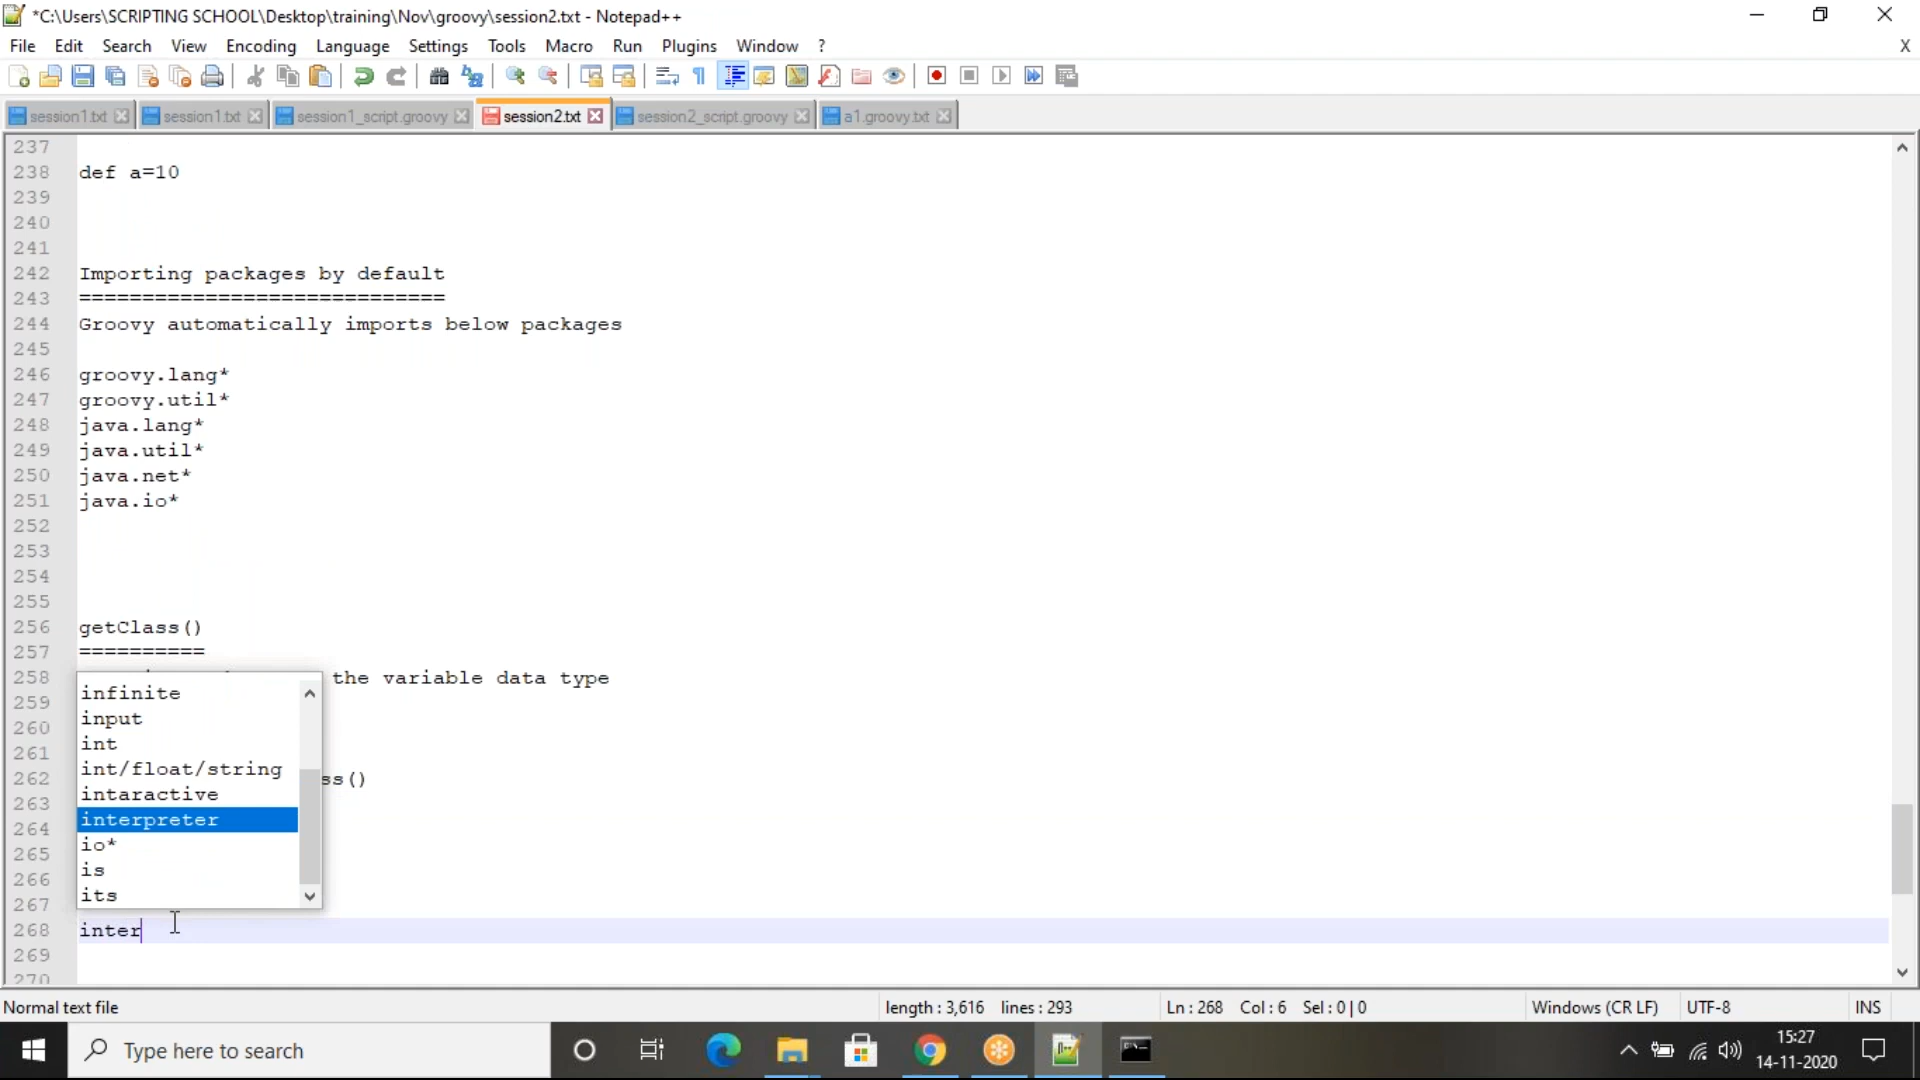 *C:\Users\SCRIPTING SCHOOL\Desktop\training\Nov\groovy\session2.txt - Notepad++
File Edit Search View Encoding Language Settings Tools Macro Run Plugins Window ? X
session1.txt session1.txt session1_script.groovy session2.txt session2_script.groovy a1.groovy.txt
237
238 def a=10
239
240
241
242 Importing packages by default
243 =============================
244 Groovy automatically imports below packages
245
246 groovy.lang*
247 groovy.util*
248 java.lang*
249 java.util*
250 java.net*
251 java.io*
252
253
254
255
256 getClass()
257 ==========
258 the variable data type
259
260
261
262 ss()
263
264
265
266
267
268 inter
269
270
infinite
input
int
int/float/string
intaractive
interpreter
io*
is
its
Normal text file length : 3,616 lines : 293 Ln : 268 Col : 6 Sel : 0 | 0 Windows (CR LF) UTF-8 INS
Type here to search
15:27
14-11-2020